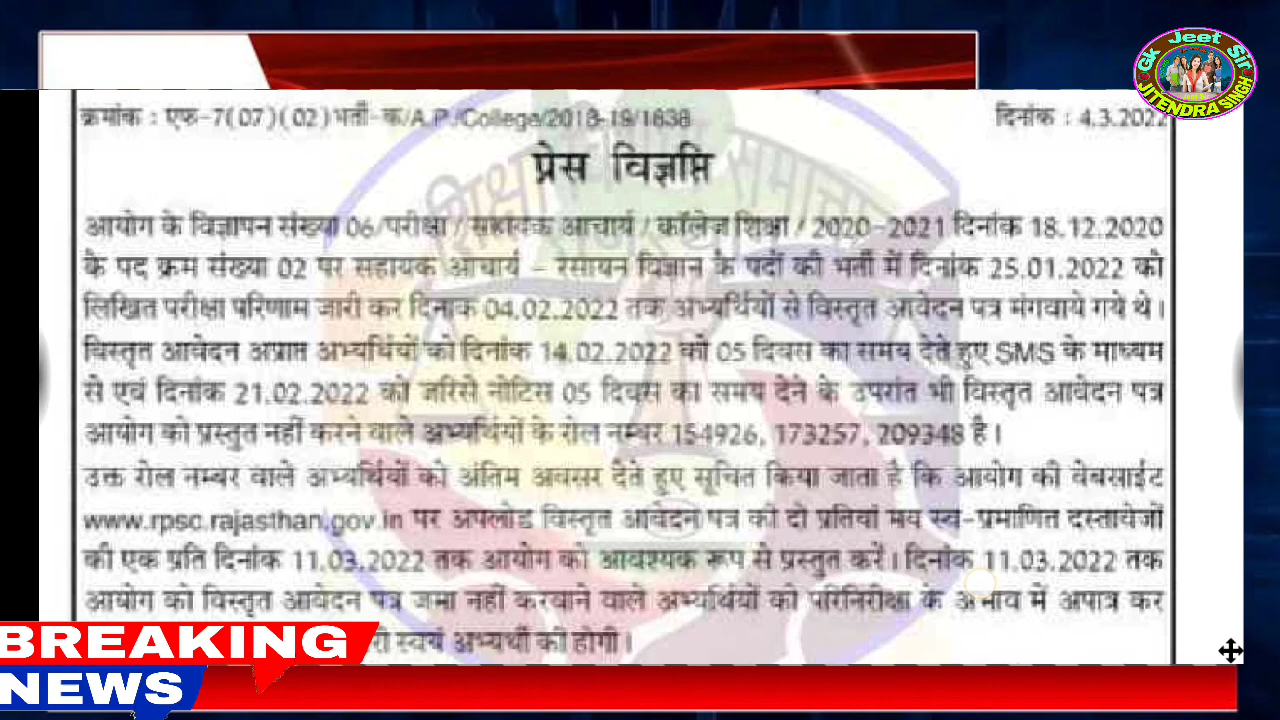 Gk Jeet Sir
JITENDRA SINGH
क्रमांक : एफ-7(07)(02)भर्ती-क/A.P./College/2018-19/1638
दिनांक : 4.3.2022
प्रेस विज्ञप्ति
शिक्षा समाचार
आयोग के विज्ञापन संख्या 06/परीक्षा / सहायक आचार्य / कॉलेज शिक्षा / 2020-2021 दिनांक 18.12.2020
के पद क्रम संख्या 02 पर सहायक आचार्य – रसायन विज्ञान के पदों की भर्ती में दिनांक 25.01.2022 को
लिखित परीक्षा परिणाम जारी कर दिनांक 04.02.2022 तक अभ्यर्थियों से विस्तृत आवेदन पत्र मंगवाये गये थे।
विस्तृत आवेदन अप्राप्त अभ्यर्थियों को दिनांक 14.02.2022 को 05 दिवस का समय देते हुए SMS के माध्यम
से एवं दिनांक 21.02.2022 को जरिये नोटिस 05 दिवस का समय देने के उपरांत भी विस्तृत आवेदन पत्र
आयोग को प्रस्तुत नहीं करने वाले अभ्यर्थियों के रोल नम्बर 154926, 173257, 209348 है।
उक्त रोल नम्बर वाले अभ्यर्थियों को अंतिम अवसर देते हुए सूचित किया जाता है कि आयोग की वेबसाईट
www.rpsc.rajasthan.gov.in पर अपलोड विस्तृत आवेदन पत्र की दो प्रतियां मय स्व-प्रमाणित दस्तावेजों
की एक प्रति दिनांक 11.03.2022 तक आयोग को आवश्यक रूप से प्रस्तुत करें। दिनांक 11.03.2022 तक
आयोग को विस्तृत आवेदन पत्र जमा नहीं करवाने वाले अभ्यर्थियों को परिनिरीक्षा के अभाव में अपात्र कर
री स्वयं अभ्यर्थी की होगी।
BREAKING
NEWS